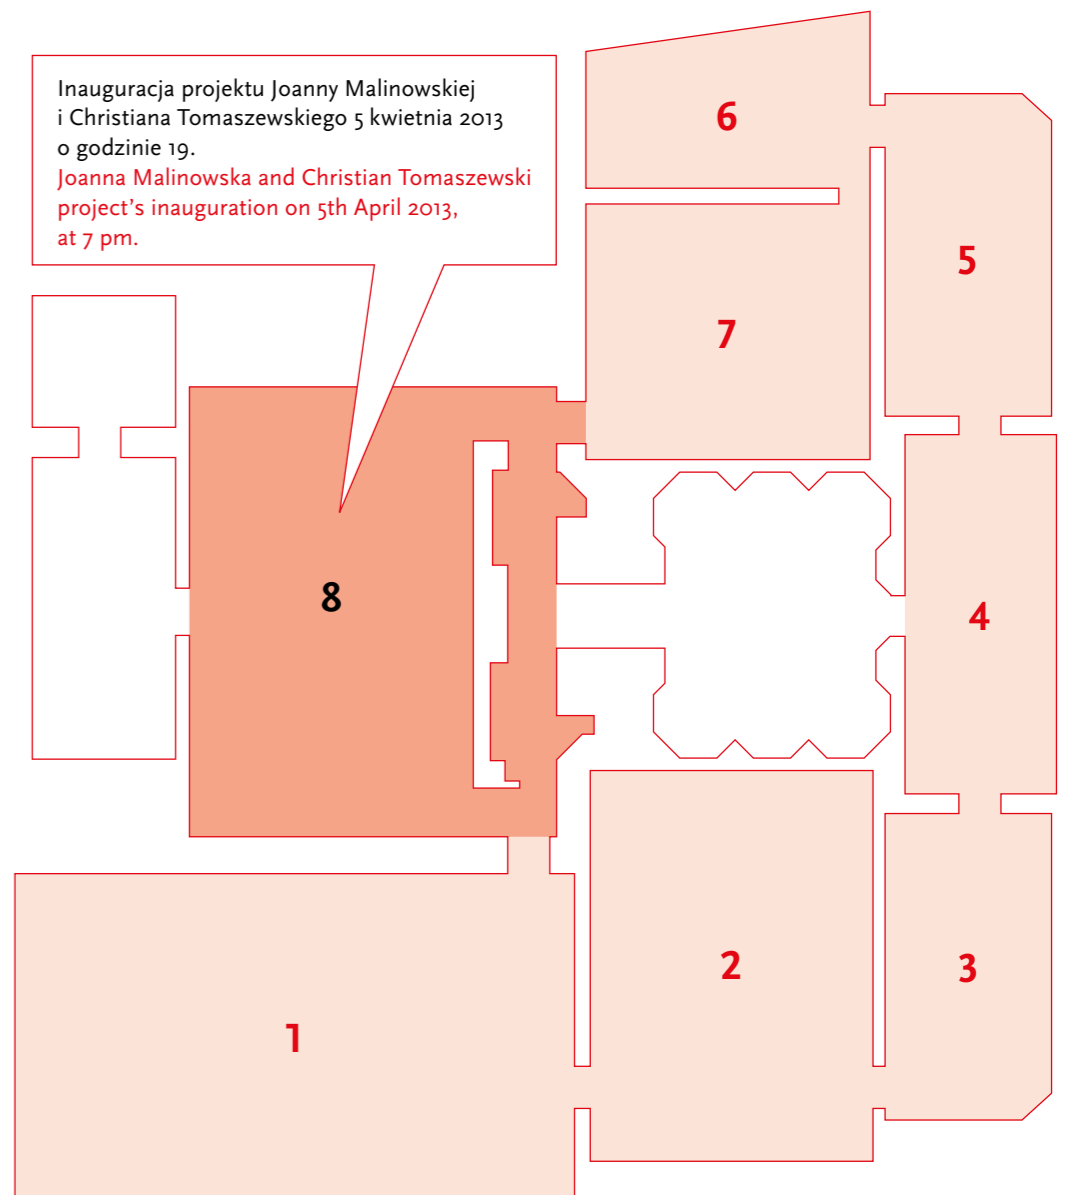 Inauguracja projektu Joanny Malinowskiej
i Christiana Tomaszewskiego 5 kwietnia 2013
o godzinie 19.
Joanna Malinowska and Christian Tomaszewski
project's inauguration on 5th April 2013,
at 7 pm.
6
5
7
8
4
2
3
1